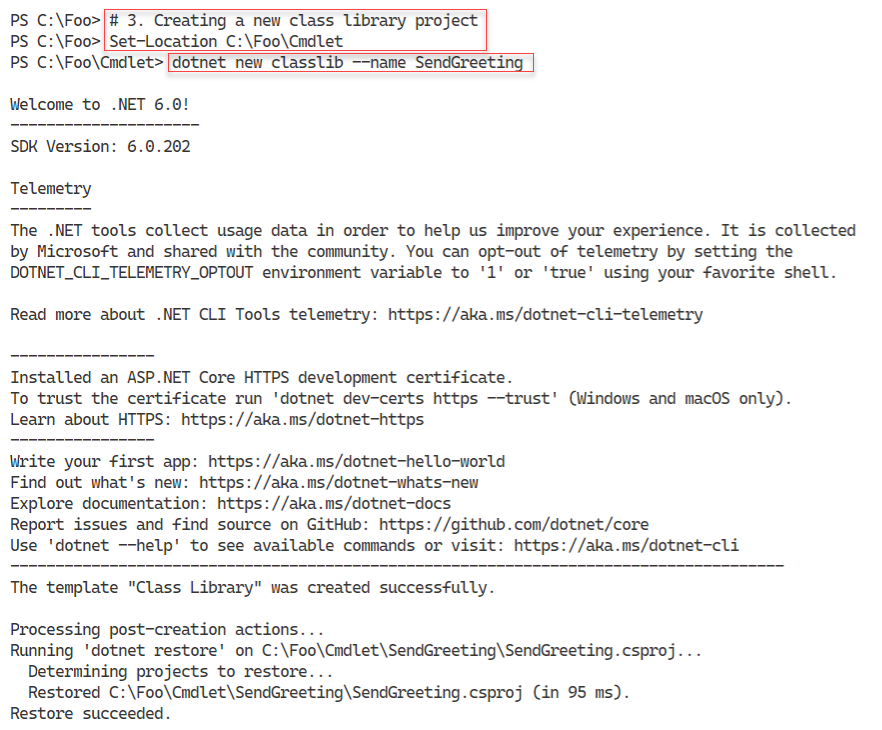 PS C:\Foo> # 3. Creating a new class library project
PS C:\Foo> Set-Location C:\Foo\Cmdlet
PS C:\Foo\Cmdlet> dotnet new classlib --name SendGreeting
Welcome to .NET 6.0!
---------------------
SDK Version: 6.0.202
Telemetry
---------
The .NET tools collect usage data in order to help us improve your experience. It is collected
by Microsoft and shared with the community. You can opt-out of telemetry by setting the
DOTNET_CLI_TELEMETRY_OPTOUT environment variable to '1' or 'true' using your favorite shell.
Read more about .NET CLI Tools telemetry: https://aka.ms/dotnet-cli-telemetry
----------------
Installed an ASP.NET Core HTTPS development certificate.
To trust the certificate run 'dotnet dev-certs https --trust' (Windows and macOS only).
Learn about HTTPS: https://aka.ms/dotnet-https
----------------
Write your first app: https://aka.ms/dotnet-hello-world
Find out what's new: https://aka.ms/dotnet-whats-new
Explore documentation: https://aka.ms/dotnet-docs
Report issues and find source on GitHub: https://github.com/dotnet/core
Use 'dotnet --help' to see available commands or visit: https://aka.ms/dotnet-cli
--------------------------------------------------------------------------------------
The template "Class Library" was created successfully.
Processing post-creation actions...
Running 'dotnet restore' on C:\Foo\Cmdlet\SendGreeting\SendGreeting.csproj...
  Determining projects to restore...
  Restored C:\Foo\Cmdlet\SendGreeting\SendGreeting.csproj (in 95 ms).
Restore succeeded.